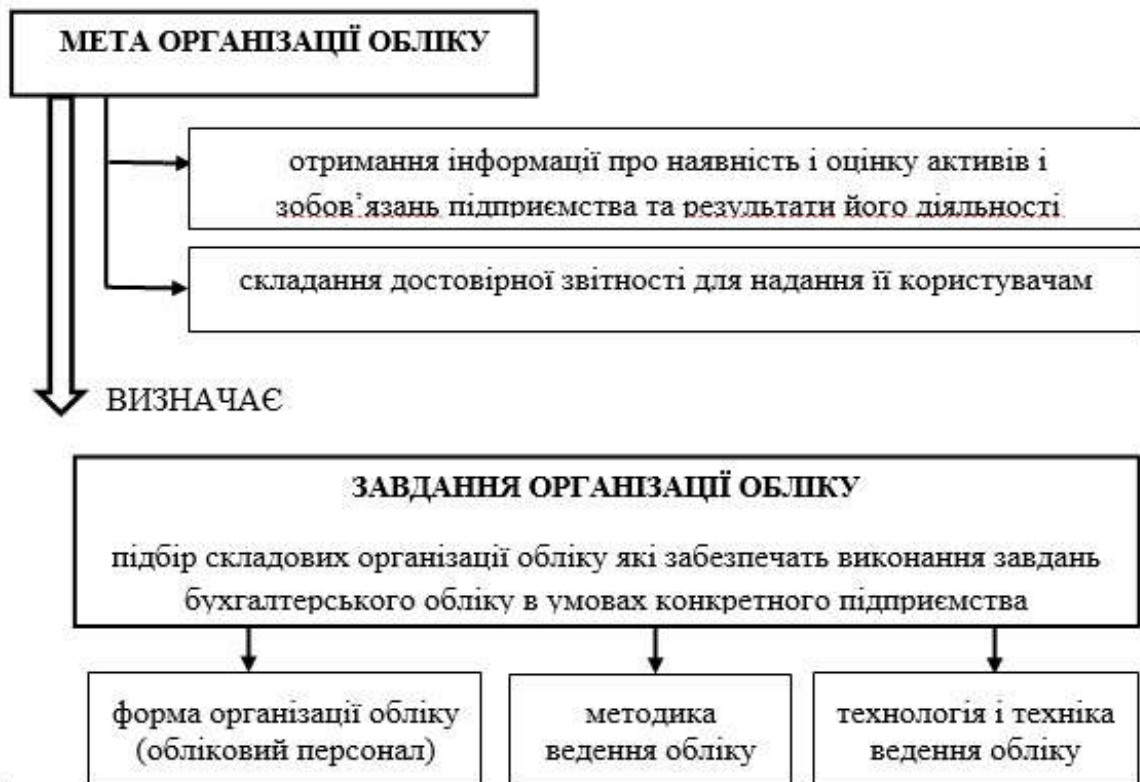 МЕТА ОРГАНІЗАЦІЇ ОБЛІКУ
отримання інформації про наявність і оцінку активів і
зобов’язань підприємства та результати його діяльності
складання достовірної звітності для надання її користувачам
ВИЗНАЧАЄ
ЗАВДАННЯ ОРГАНІЗАЦІЇ ОБЛІКУ
підбір складових організації обліку які забезпечать виконання завдань
бухгалтерського обліку в умовах конкретного підприємства
форма організації обліку
(обліковий персонал)
методика
ведення обліку
технологія і техніка
ведення обліку